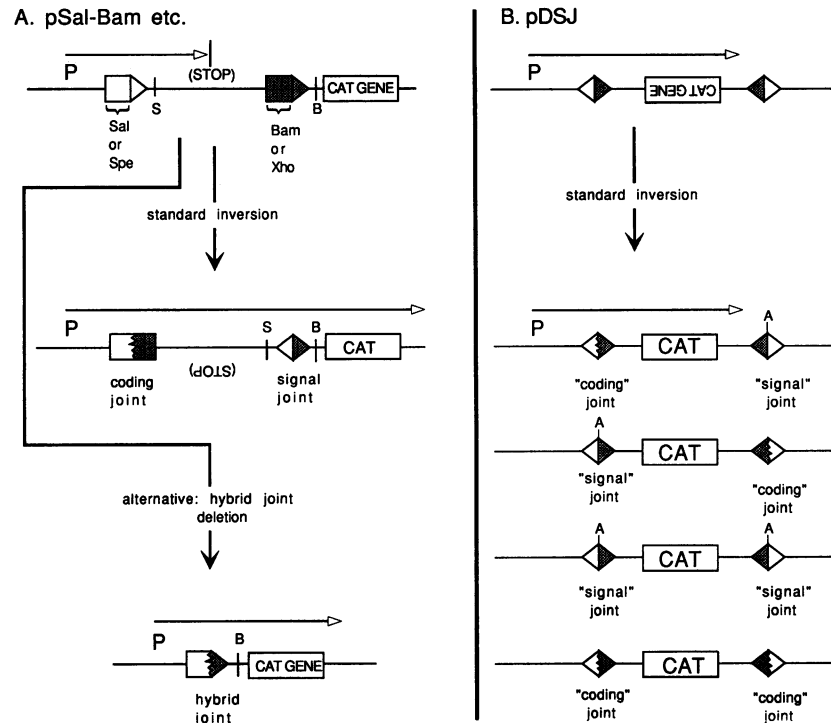 A. pSal-Bam etc.
P
(STOP)
S
B
CAT GENE
Sal
or
Spe
Bam
or
Xho
standard inversion
P
S
B
CAT
(STOP)
coding
joint
signal
joint
alternative: hybrid joint
deletion
P
B
CAT GENE
hybrid
joint
B. pDSJ
P
CAT GENE
standard inversion
P
A
CAT
"coding"
joint
"signal"
joint
A
CAT
"signal"
joint
"coding"
joint
A
A
CAT
"signal"
joint
"signal"
joint
CAT
"coding"
joint
"coding"
joint